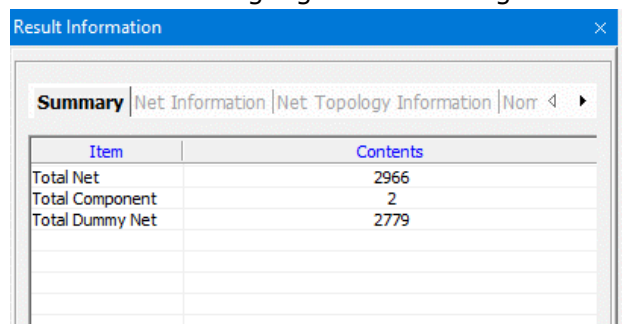 Result Information
Summary Net Information Net Topology Information
Item Contents
Total Net 2966
Total Component 2
Total Dummy Net 2779